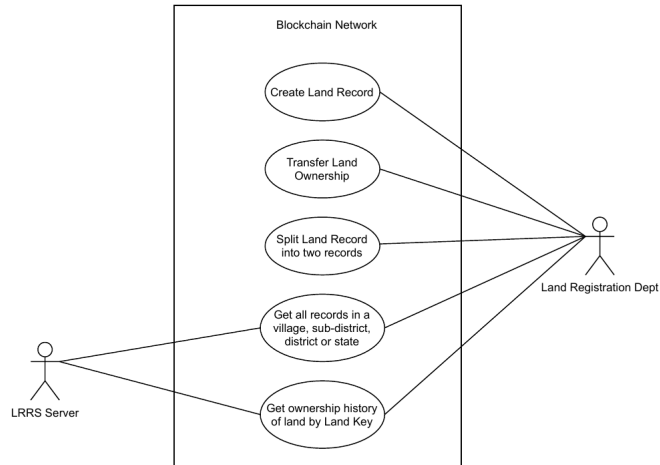 Blockchain Network
Create Land Record
Transfer Land
Ownership
Split Land Record
into two records
Land Registration Dept
Get all records in a
village, sub-district,
district or state
LRRS Server
Get ownership history
of land by Land Key